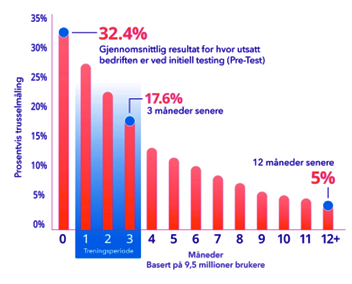 35%
30%
25%
20%
15%
10%
5%
0%
Prosentvis trusselmåling
32.4%
Gjennomsnittlig resultat for hvor utsatt
bedriften er ved initiell testing (Pre-Test)
17.6%
3 måneder senere
12 måneder senere
5%
0 1 2 3 4 5 6 7 8 9 10 11 12+
Treningsperiode
Måneder
Basert på 9,5 millioner brukere